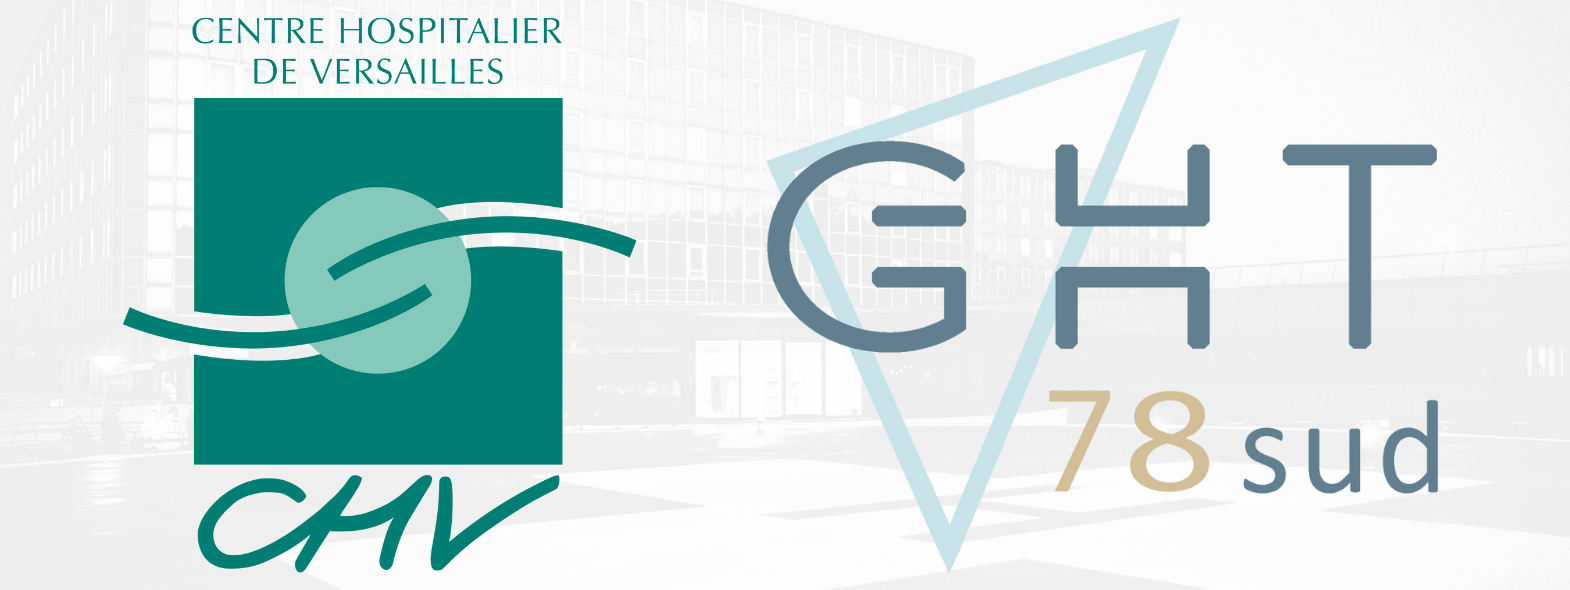 CENTRE HOSPITALIER
DE VERSAILLES
CHV
GHT
78 sud